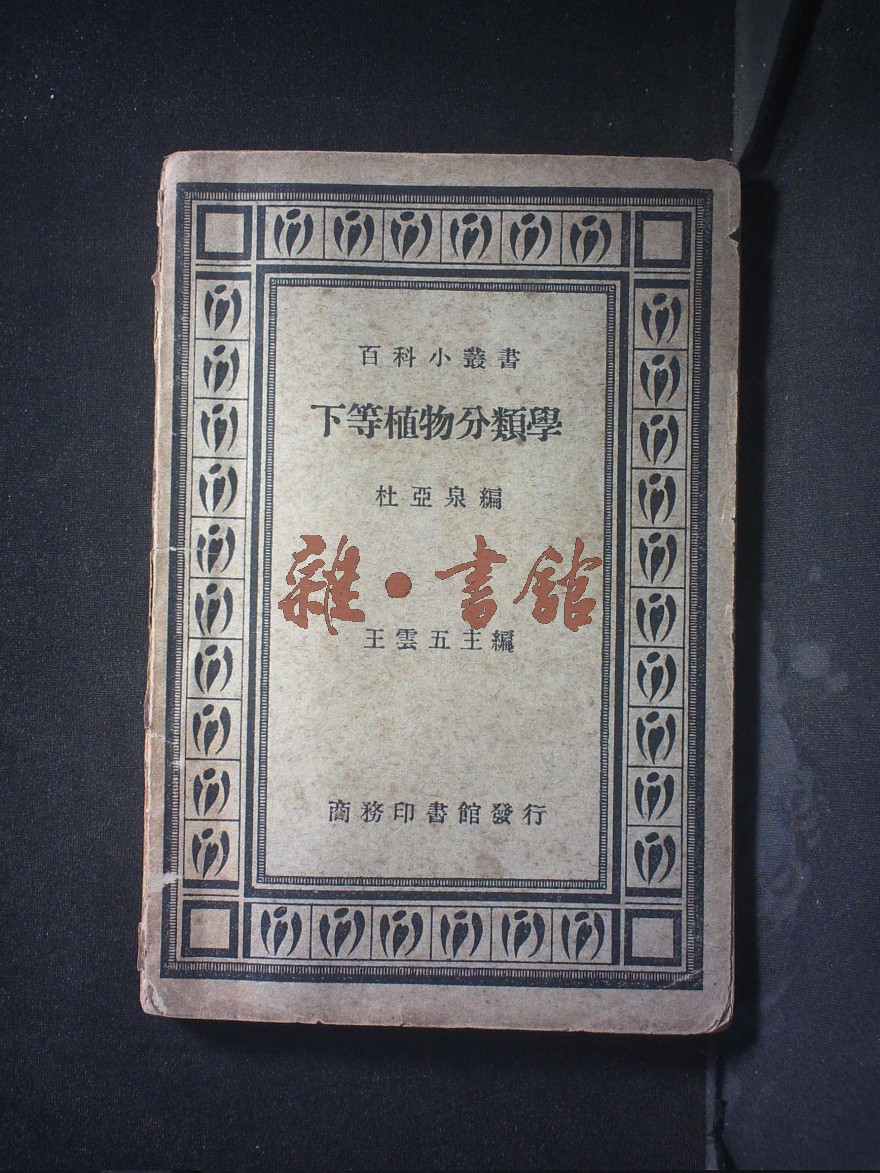 百科小叢書
下等植物分類學
杜亞泉編
雜·書館
王雲五主編
商務印書館發行